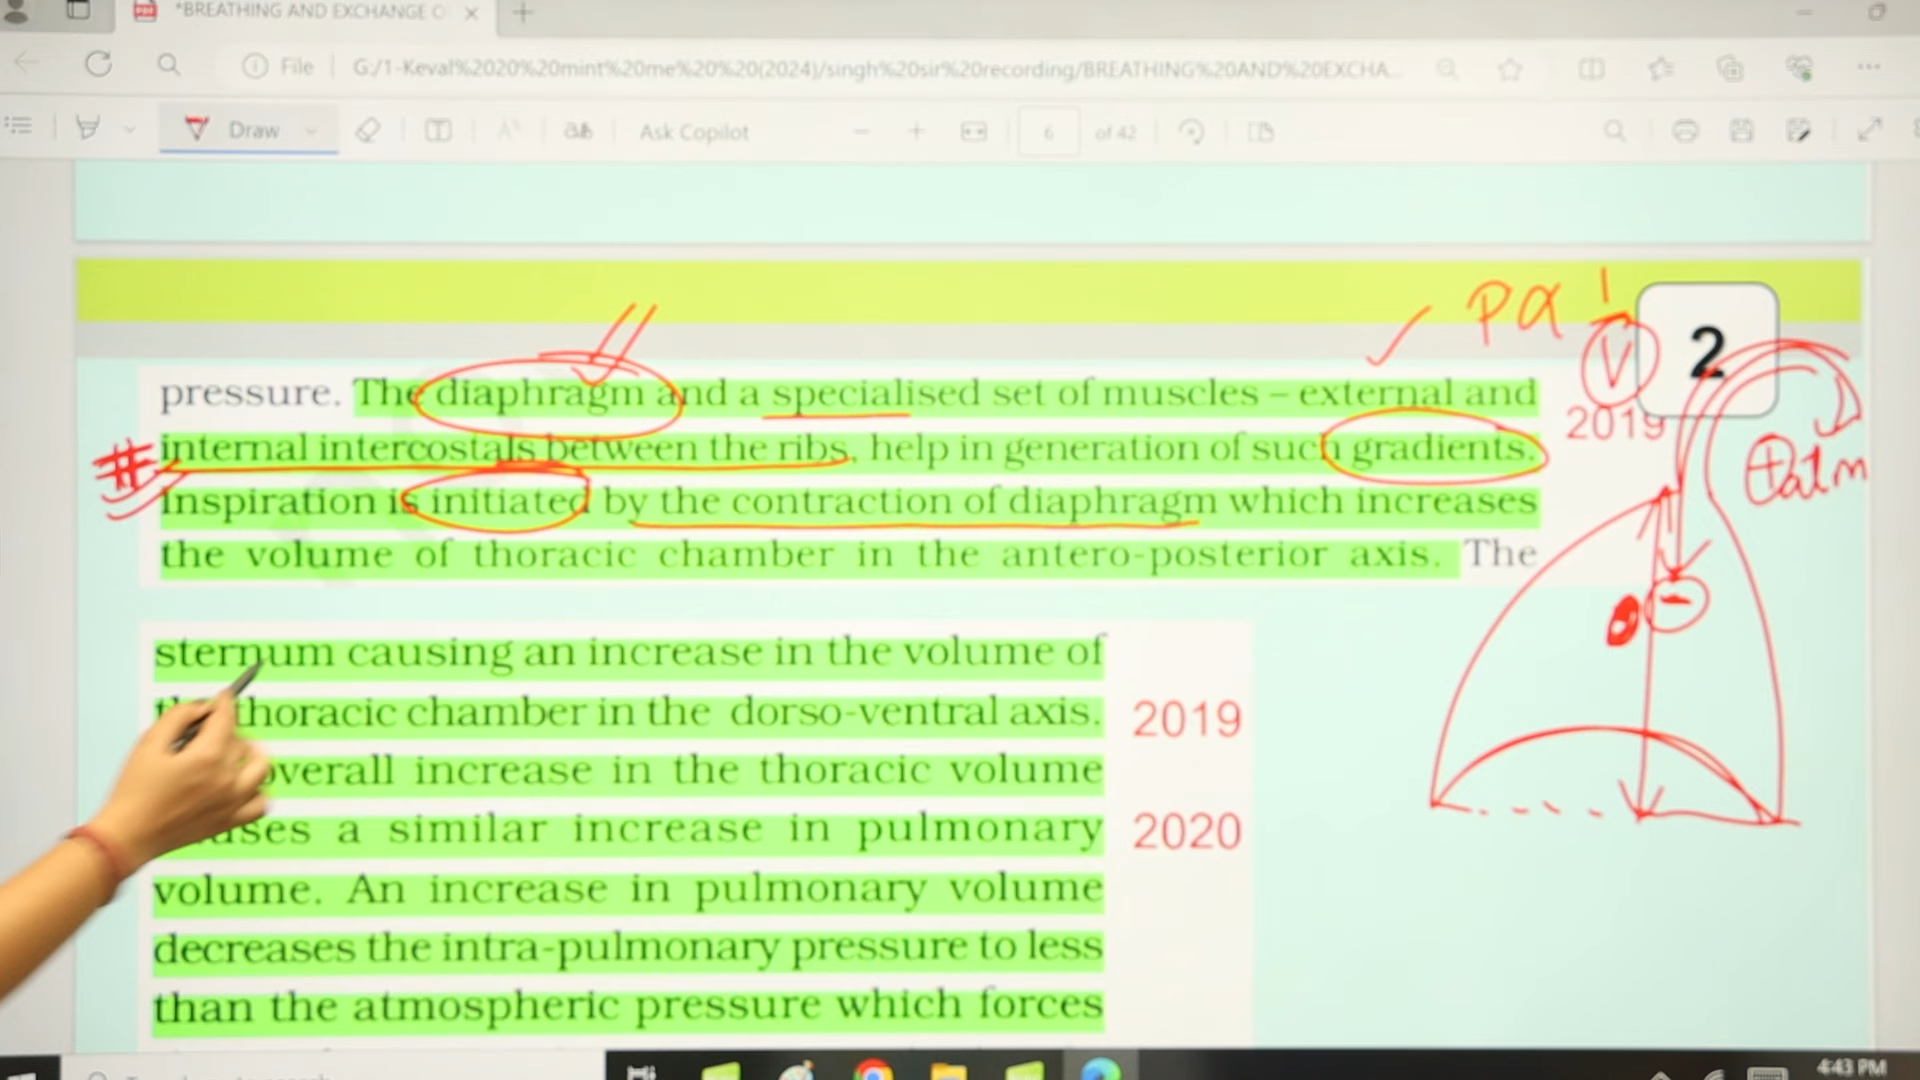 *BREATHING AND EXCHANGE O
File
G:/1-Keval%2020%20mint%20me%20%20(2024)/singh%20sir%20recording/BREATHING%20AND%20EXCHA...
Draw
Ask Copilot
6 of 42
P α 1
V
2
pressure. The diaphragm and a specialised set of muscles – external and
2019
# internal intercostals between the ribs, help in generation of such gradients.
Inspiration is initiated by the contraction of diaphragm which increases
the volume of thoracic chamber in the antero-posterior axis. The
sternum causing an increase in the volume of
thoracic chamber in the dorso-ventral axis. 2019
overall increase in the thoracic volume
a similar increase in pulmonary 2020
volume. An increase in pulmonary volume
decreases the intra-pulmonary pressure to less
than the atmospheric pressure which forces
4:43 PM